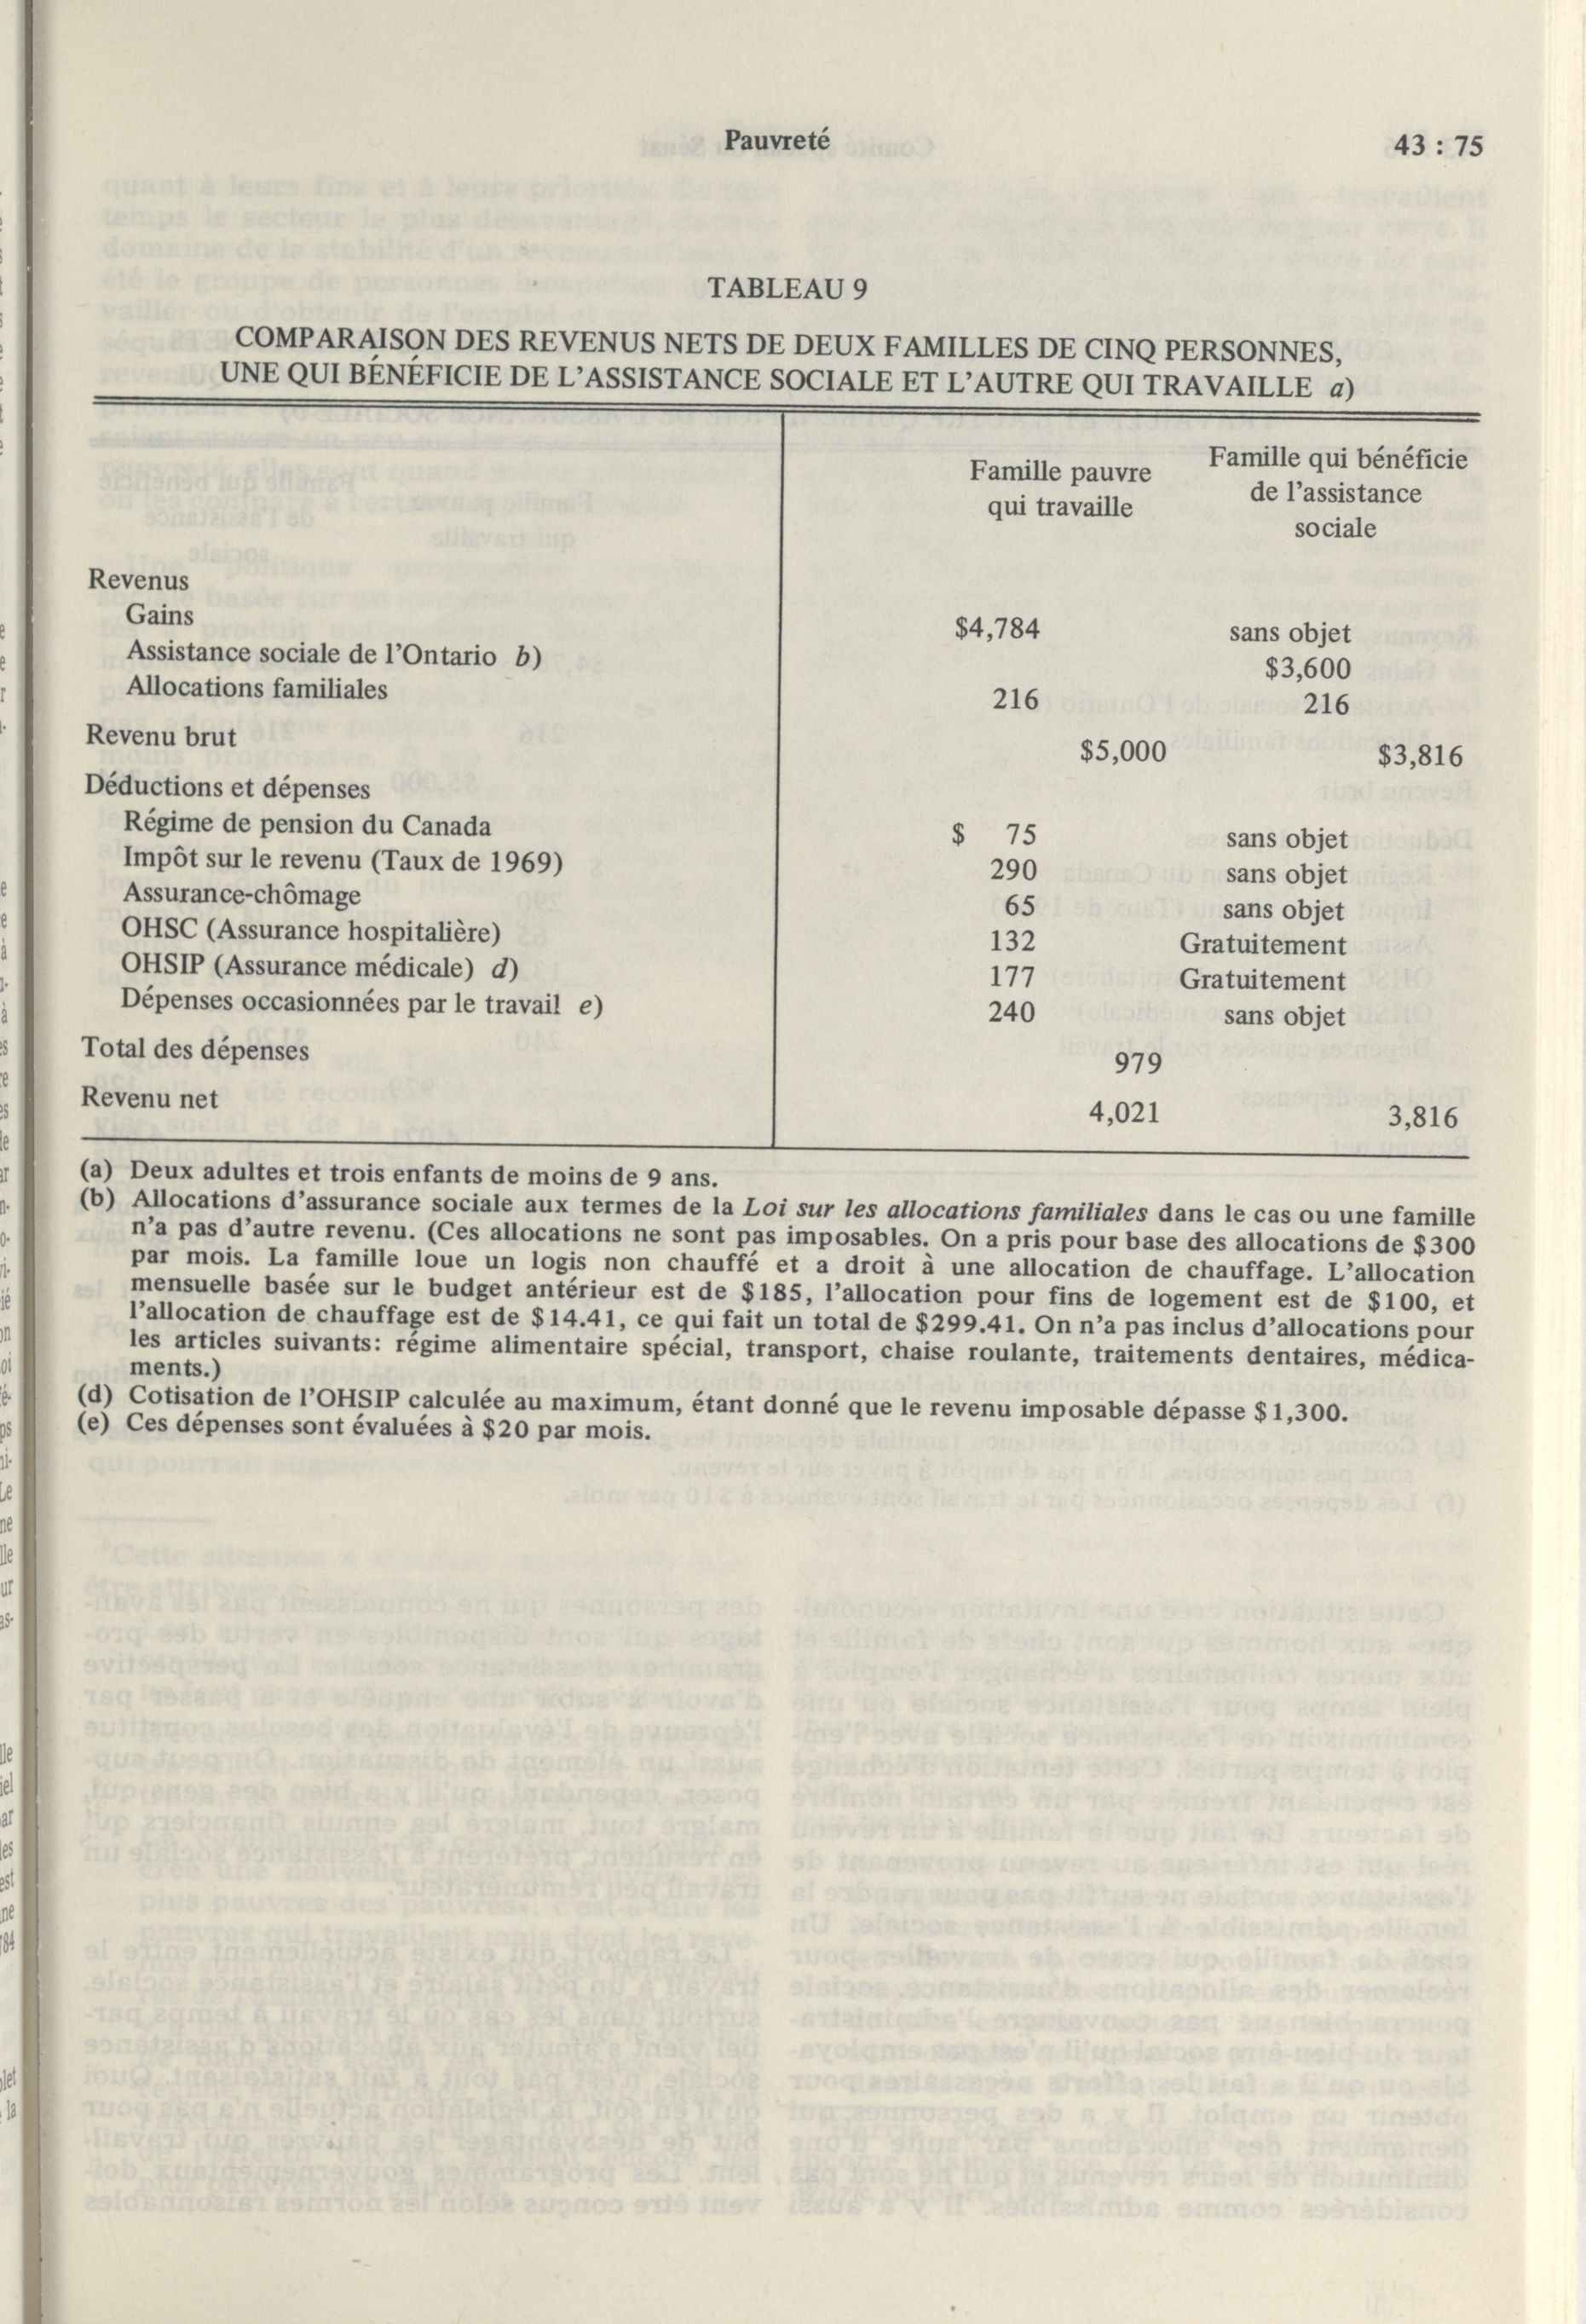 Pauvreté 43 : 75
TABLEAU 9
COMPARAISON DES REVENUS NETS DE DEUX FAMILLES DE CINQ PERSONNES,
UNE QUI BÉNÉFICIE DE L'ASSISTANCE SOCIALE ET L'AUTRE QUI TRAVAILLE a)
Famille pauvre
qui travaille
Famille qui bénéficie
de l'assistance
sociale
Revenus
Gains $4,784 sans objet
Assistance sociale de l'Ontario b) $3,600
Allocations familiales 216 216
Revenu brut $5,000 $3,816
Déductions et dépenses
Régime de pension du Canada $ 75 sans objet
Impôt sur le revenu (Taux de 1969) 290 sans objet
Assurance-chômage 65 sans objet
OHSC (Assurance hospitalière) 132 Gratuitement
OHSIP (Assurance médicale) d) 177 Gratuitement
Dépenses occasionnées par le travail e) 240 sans objet
Total des dépenses 979
Revenu net 4,021 3,816
(a) Deux adultes et trois enfants de moins de 9 ans.
(b) Allocations d'assurance sociale aux termes de la Loi sur les allocations familiales dans le cas ou une famille
n'a pas d'autre revenu. (Ces allocations ne sont pas imposables. On a pris pour base des allocations de $300
par mois. La famille loue un logis non chauffé et a droit à une allocation de chauffage. L'allocation
mensuelle basée sur le budget antérieur est de $185, l'allocation pour fins de logement est de $100, et
l'allocation de chauffage est de $14.41, ce qui fait un total de $299.41. On n'a pas inclus d'allocations pour
les articles suivants: régime alimentaire spécial, transport, chaise roulante, traitements dentaires, médica-
ments.)
(d) Cotisation de l'OHSIP calculée au maximum, étant donné que le revenu imposable dépasse $1,300.
(e) Ces dépenses sont évaluées à $20 par mois.